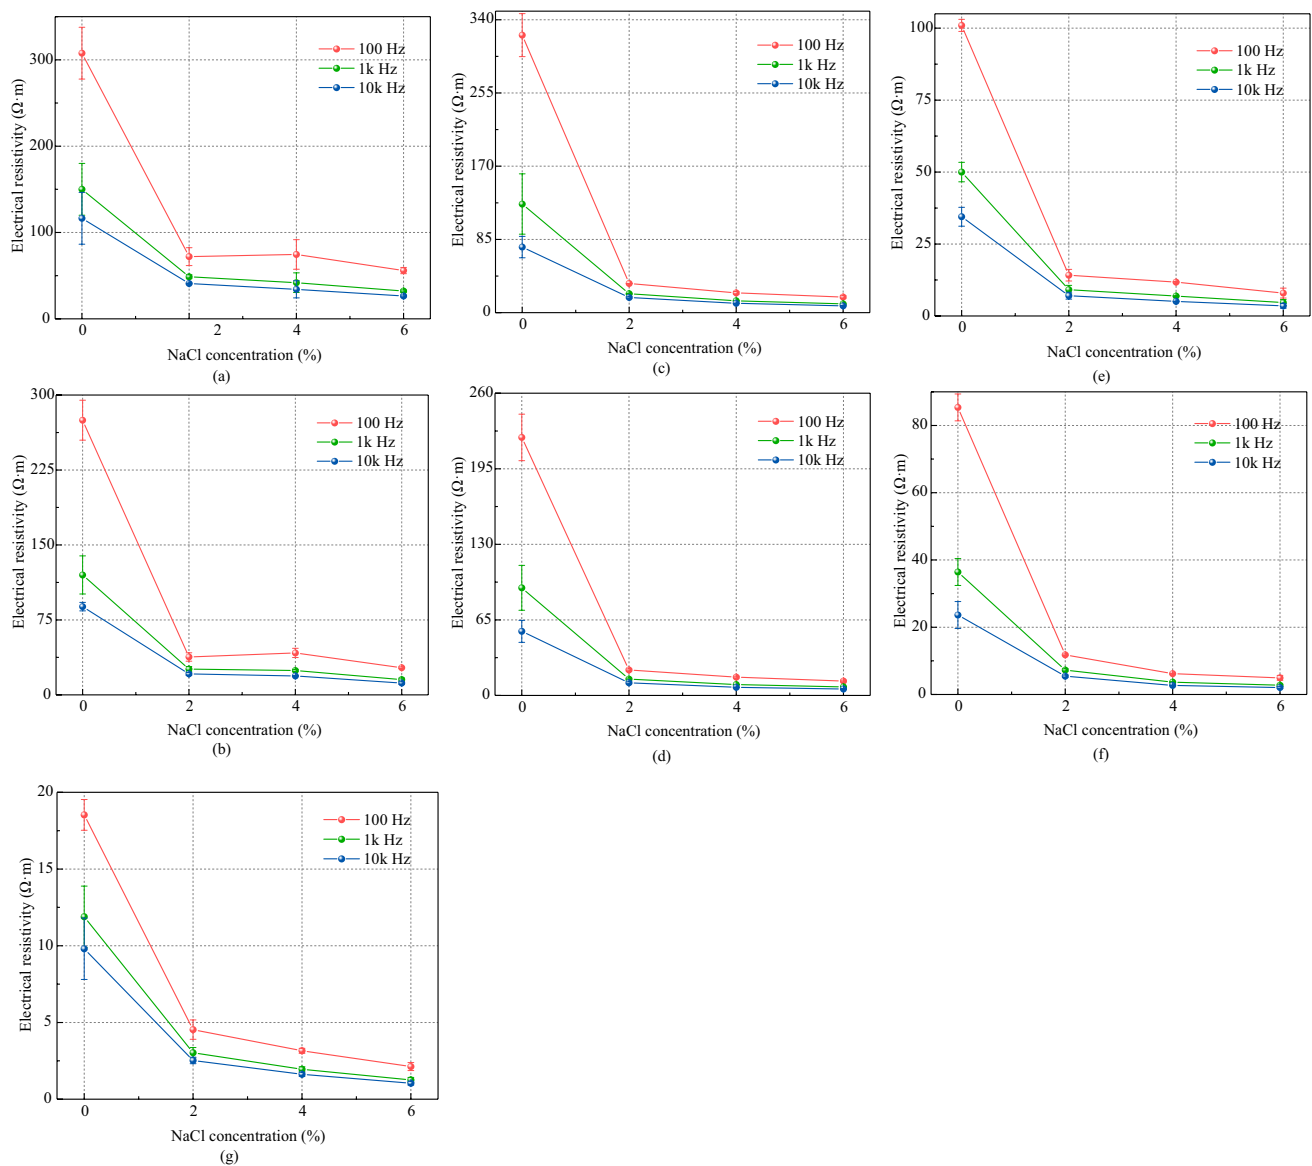 Electrical resistivity (Ω·m)
300
200
100
0
0 2 4 6
NaCl concentration (%)
100 Hz
1k Hz
10k Hz
(a)
Electrical resistivity (Ω·m)
340
255
170
85
0
0 2 4 6
NaCl concentration (%)
100 Hz
1k Hz
10k Hz
(c)
Electrical resistivity (Ω·m)
100
75
50
25
0
0 2 4 6
NaCl concentration (%)
100 Hz
1k Hz
10k Hz
(e)
Electrical resistivity (Ω·m)
300
225
150
75
0
0 2 4 6
NaCl concentration (%)
100 Hz
1k Hz
10k Hz
(b)
Electrical resistivity (Ω·m)
260
195
130
65
0
0 2 4 6
NaCl concentration (%)
100 Hz
1k Hz
10k Hz
(d)
Electrical resistivity (Ω·m)
80
60
40
20
0
0 2 4 6
NaCl concentration (%)
100 Hz
1k Hz
10k Hz
(f)
Electrical resistivity (Ω·m)
20
15
10
5
0
0 2 4 6
NaCl concentration (%)
100 Hz
1k Hz
10k Hz
(g)